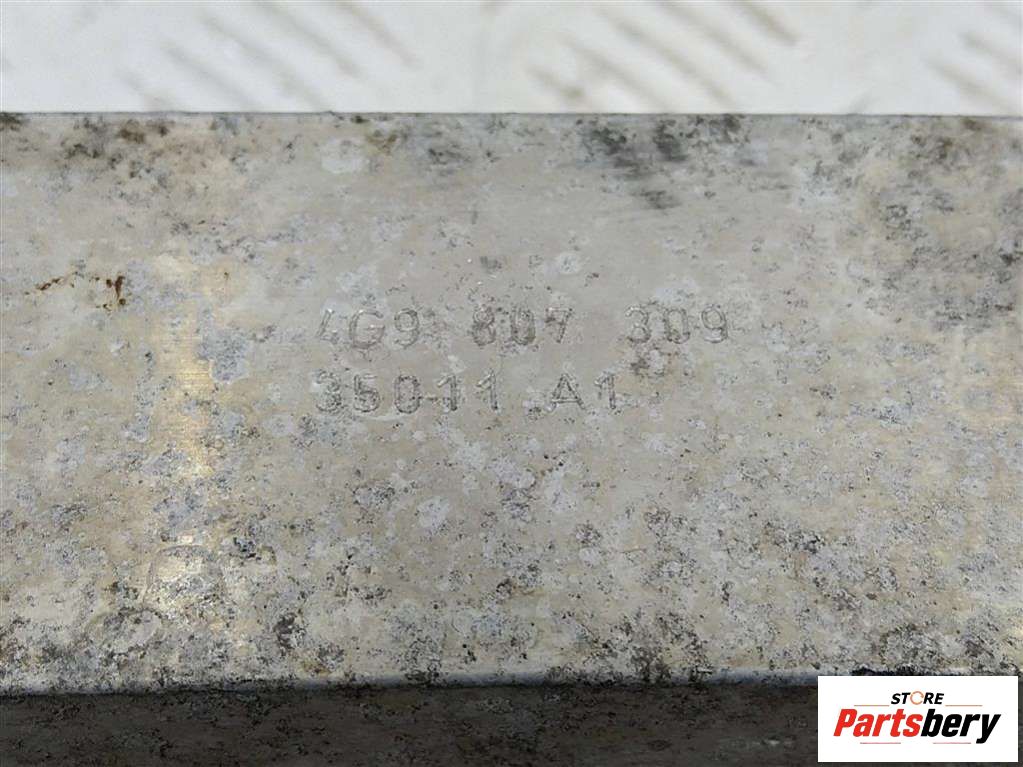 4G9 807 309
35011 A1
STORE
Partsbery